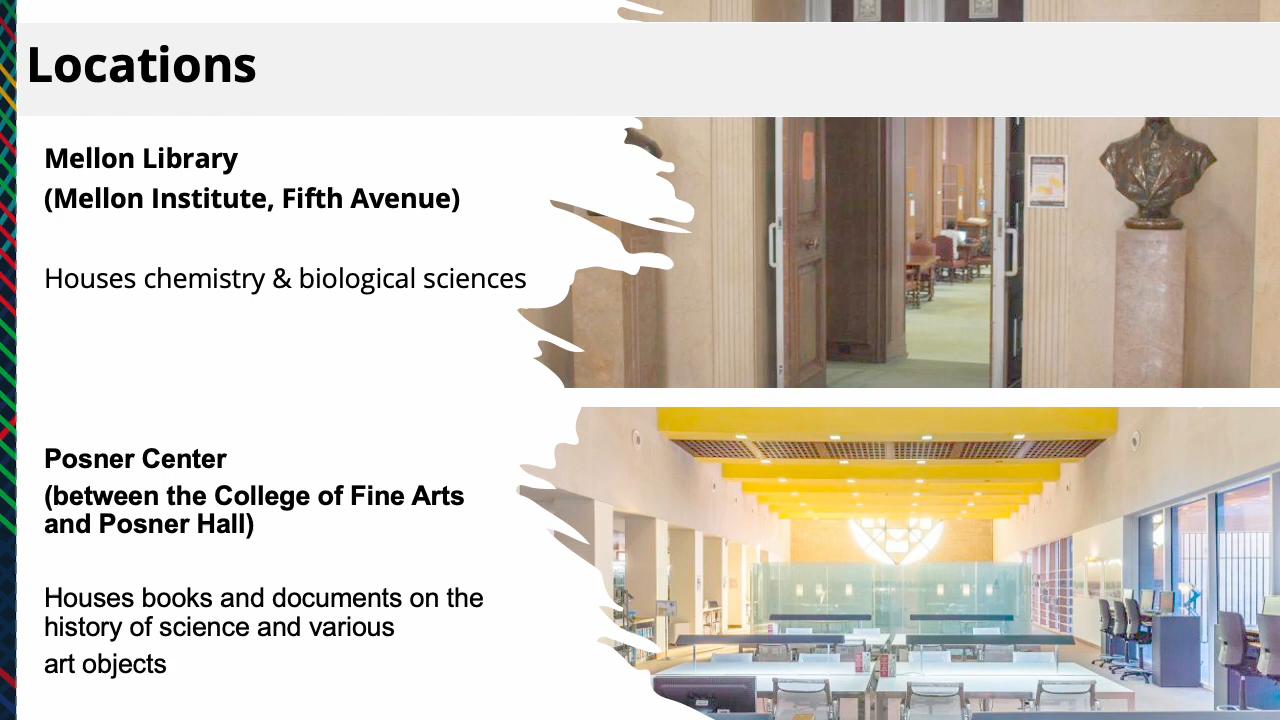 Locations
Mellon Library
(Mellon Institute, Fifth Avenue)
Houses chemistry & biological sciences
Posner Center
(between the College of Fine Arts
and Posner Hall)
Houses books and documents on the
history of science and various
art objects